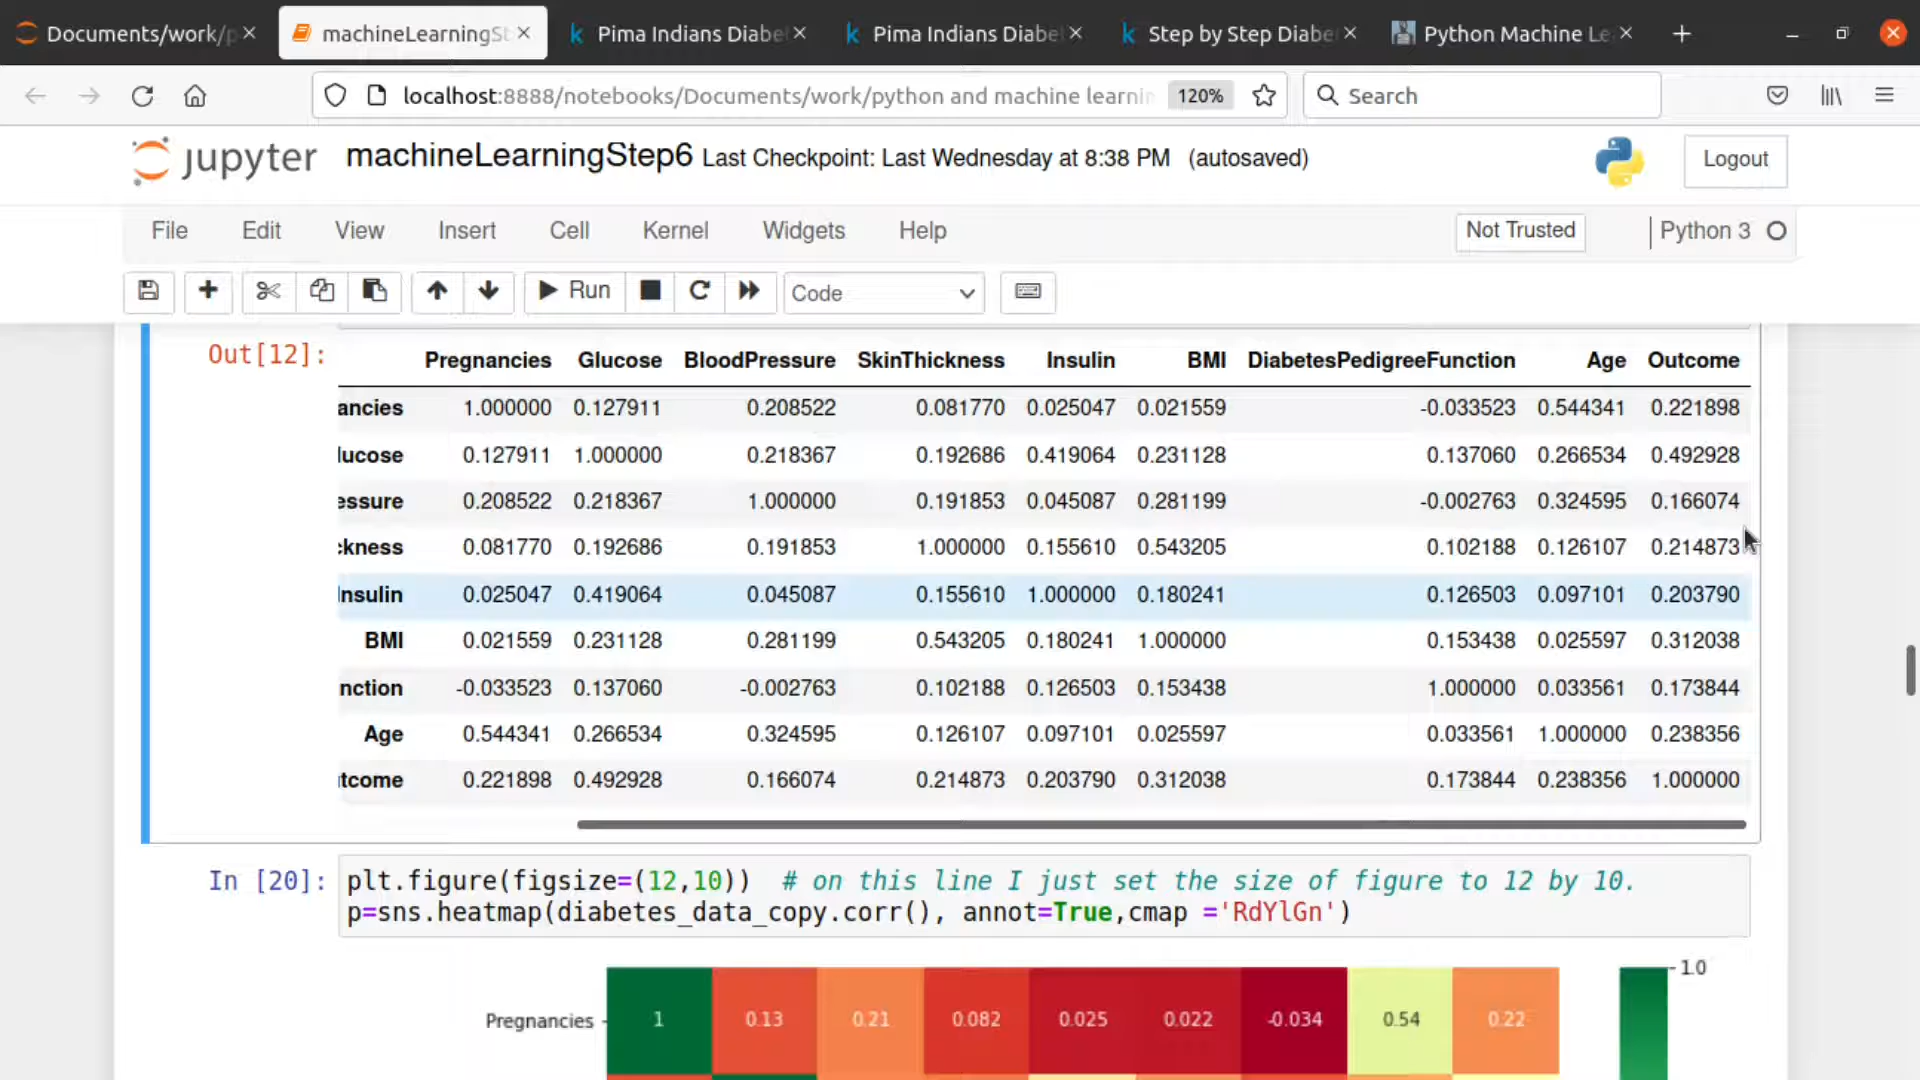 Documents/work/p
machineLearningSt
Pima Indians Diabe
Pima Indians Diabe
Step by Step Diabe
Python Machine Le
localhost:8888/notebooks/Documents/work/python and machine learnin
120%
Search
jupyter
machineLearningStep6 Last Checkpoint: Last Wednesday at 8:38 PM (autosaved)
Logout
File Edit View Insert Cell Kernel Widgets Help
Not Trusted
Python 3
Run
Code
Out[12]:
Pregnancies Glucose BloodPressure SkinThickness Insulin BMI DiabetesPedigreeFunction Age Outcome
ancies 1.000000 0.127911 0.208522 0.081770 0.025047 0.021559 -0.033523 0.544341 0.221898
lucose 0.127911 1.000000 0.218367 0.192686 0.419064 0.231128 0.137060 0.266534 0.492928
essure 0.208522 0.218367 1.000000 0.191853 0.045087 0.281199 -0.002763 0.324595 0.166074
ckness 0.081770 0.192686 0.191853 1.000000 0.155610 0.543205 0.102188 0.126107 0.214873
Insulin 0.025047 0.419064 0.045087 0.155610 1.000000 0.180241 0.126503 0.097101 0.203790
BMI 0.021559 0.231128 0.281199 0.543205 0.180241 1.000000 0.153438 0.025597 0.312038
nction -0.033523 0.137060 -0.002763 0.102188 0.126503 0.153438 1.000000 0.033561 0.173844
Age 0.544341 0.266534 0.324595 0.126107 0.097101 0.025597 0.033561 1.000000 0.238356
tcome 0.221898 0.492928 0.166074 0.214873 0.203790 0.312038 0.173844 0.238356 1.000000
In [20]:
plt.figure(figsize=(12,10))  # on this line I just set the size of figure to 12 by 10.
p=sns.heatmap(diabetes_data_copy.corr(), annot=True,cmap ='RdYlGn')
Pregnancies 1 0.13 0.21 0.082 0.025 0.022 -0.034 0.54 0.22
1.0